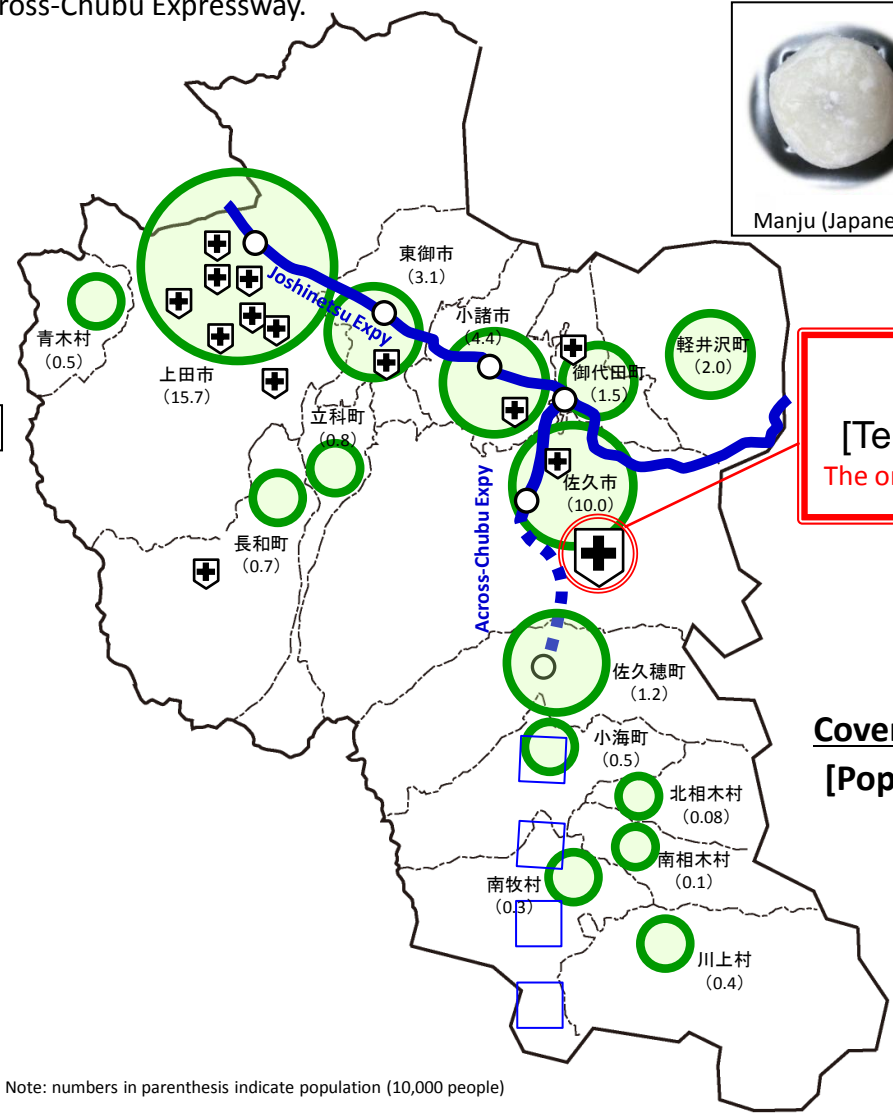 ross-Chubu Expressway.
Manju (Japane
東御市
(3.1)
小諸市
(4.4)
Joshinetsu Expy
青木村
(0.5)
上田市
(15.7)
軽井沢町
(2.0)
御代田町
(1.5)
立科町
(0.8)
[Te
The or
佐久市
(10.0)
長和町
(0.7)
Across-Chubu Expy
佐久穂町
(1.2)
小海町
(0.5)
Cover
[Pop
北相木村
(0.08)
南相木村
(0.1)
南牧村
(0.3)
川上村
(0.4)
Note: numbers in parenthesis indicate population (10,000 people)